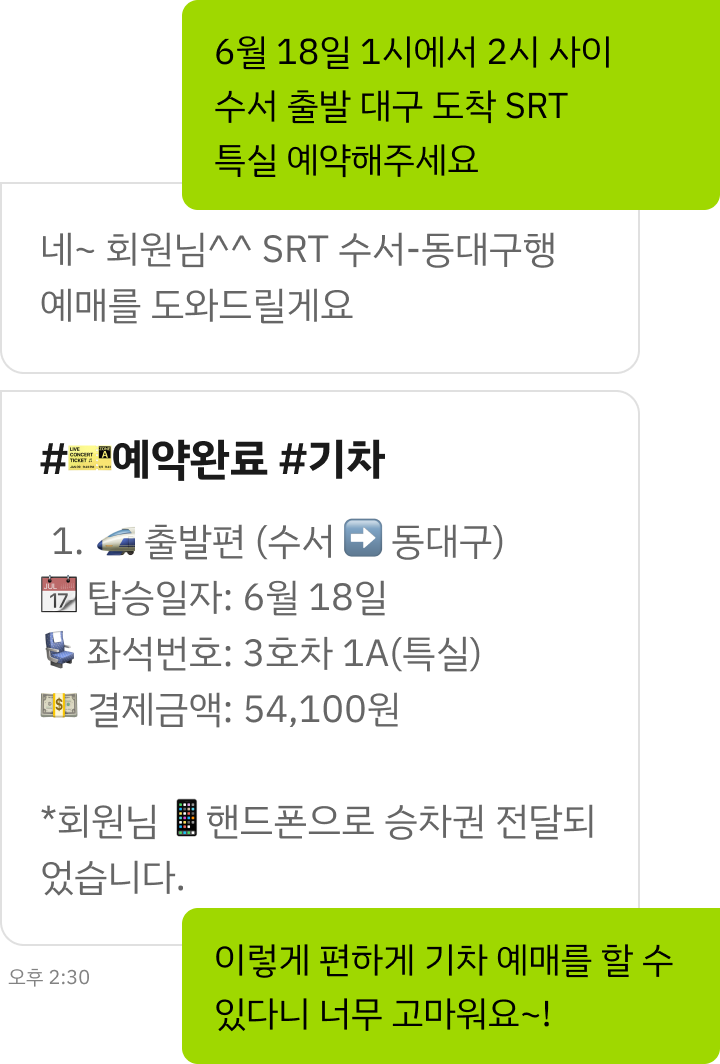 6월 18일 1시에서 2시 사이
수서 출발 대구 도착 SRT
특실 예약해주세요
네~ 회원님^^ SRT 수서-동대구행
예매를 도와드릴게요
#🎫예약완료 #기차
1. 🚅 출발편 (수서 ➡️ 동대구)
📅 탑승일자: 6월 18일
💺 좌석번호: 3호차 1A(특실)
💵 결제금액: 54,100원
*회원님 📱핸드폰으로 승차권 전달되
었습니다.
오후 2:30
이렇게 편하게 기차 예매를 할 수
있다니 너무 고마워요~!